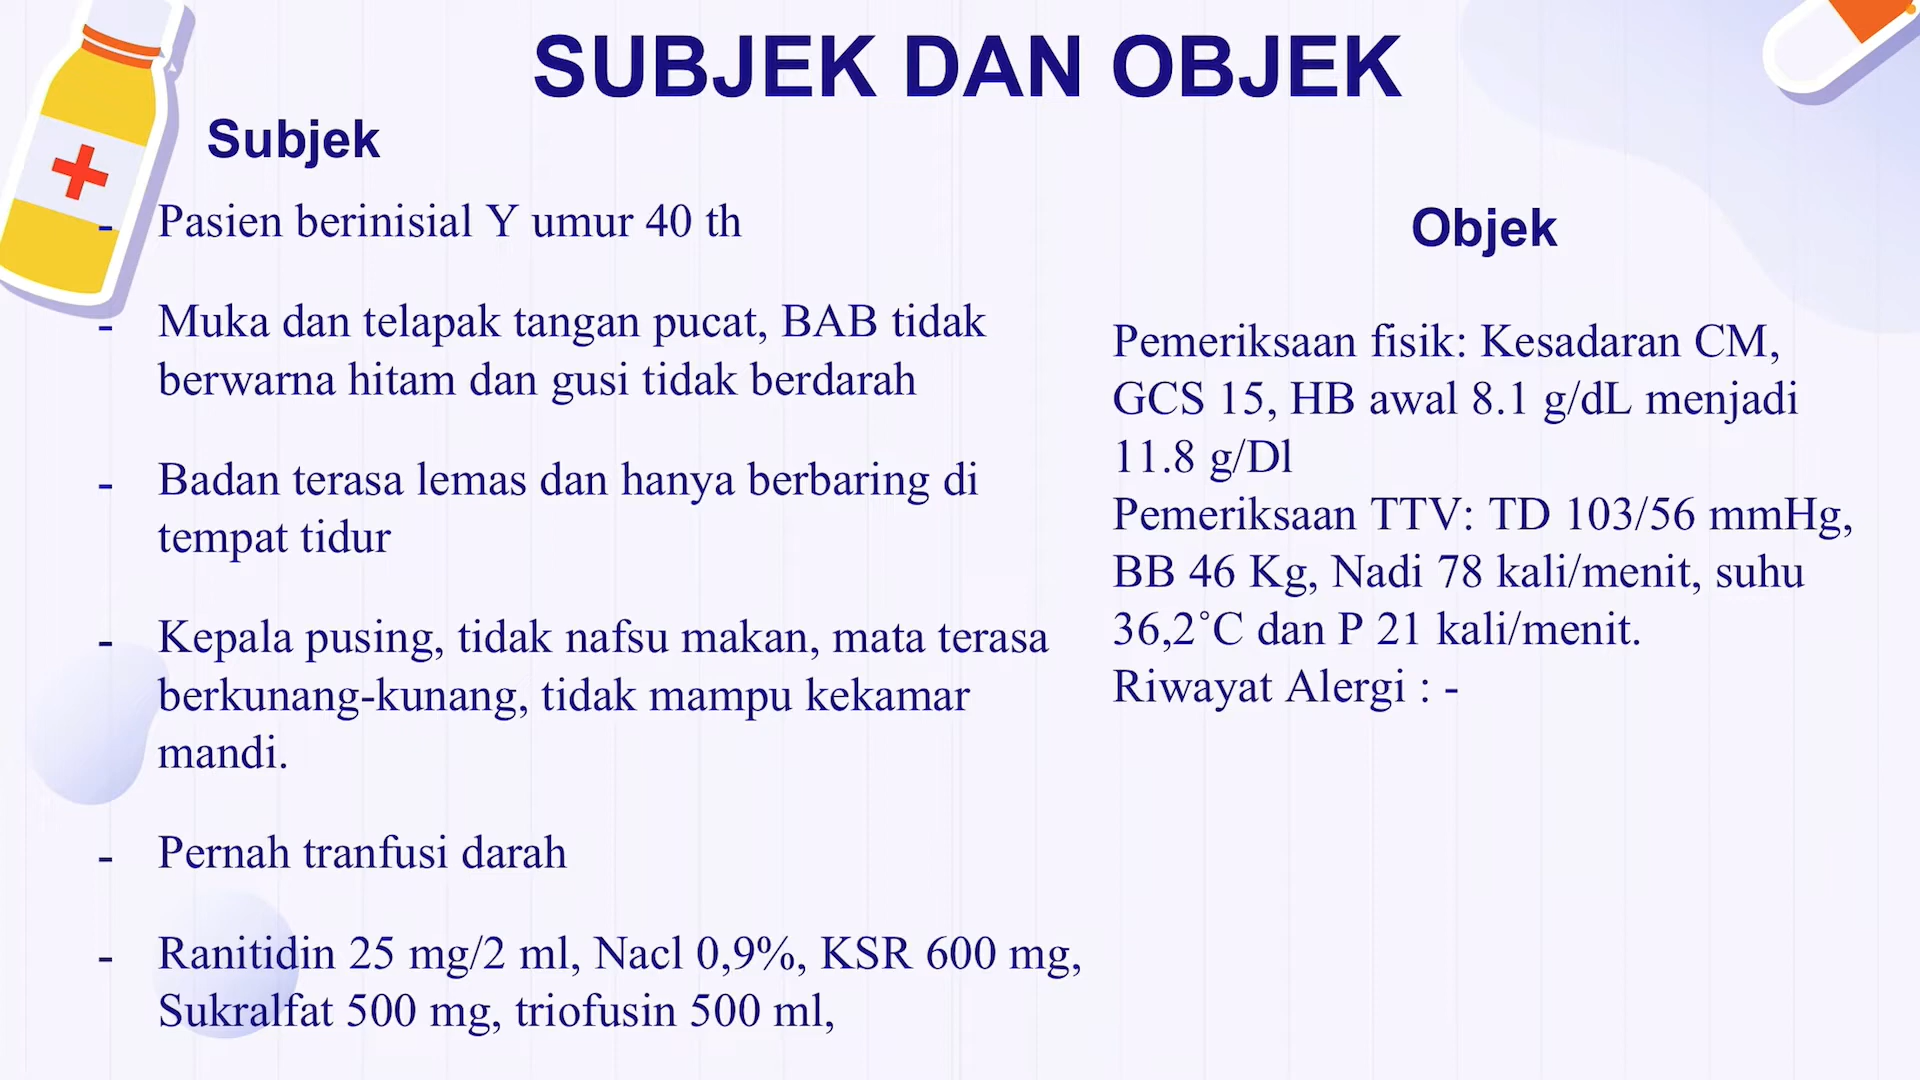 SUBJEK DAN OBJEK
Subjek
- Pasien berinisial Y umur 40 th
- Muka dan telapak tangan pucat, BAB tidak
berwarna hitam dan gusi tidak berdarah
- Badan terasa lemas dan hanya berbaring di
tempat tidur
- Kepala pusing, tidak nafsu makan, mata terasa
berkunang-kunang, tidak mampu kekamar
mandi.
- Pernah tranfusi darah
- Ranitidin 25 mg/2 ml, Nacl 0,9%, KSR 600 mg,
Sukralfat 500 mg, triofusin 500 ml,
Objek
Pemeriksaan fisik: Kesadaran CM,
GCS 15, HB awal 8.1 g/dL menjadi
11.8 g/Dl
Pemeriksaan TTV: TD 103/56 mmHg,
BB 46 Kg, Nadi 78 kali/menit, suhu
36,2˚C dan P 21 kali/menit.
Riwayat Alergi : -